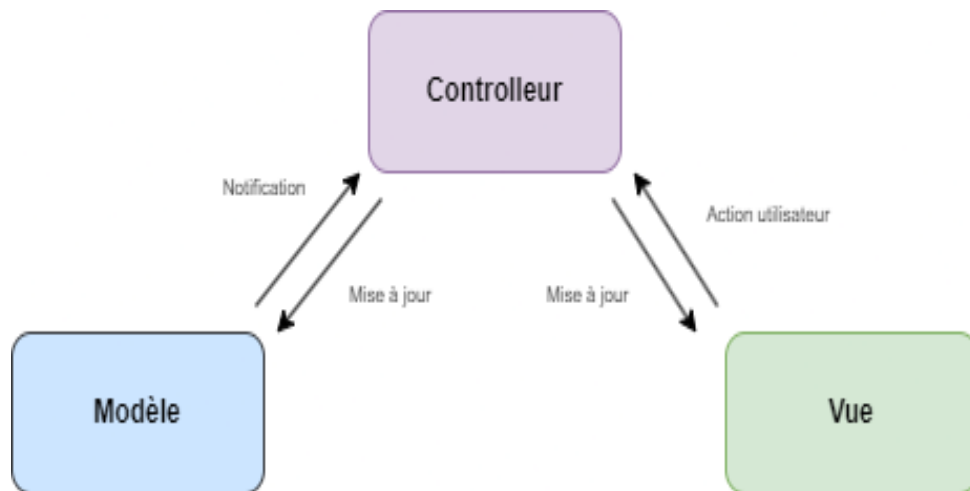 Controlleur
Notification
Action utilisateur
Mise à jour
Mise à jour
Modèle
Vue